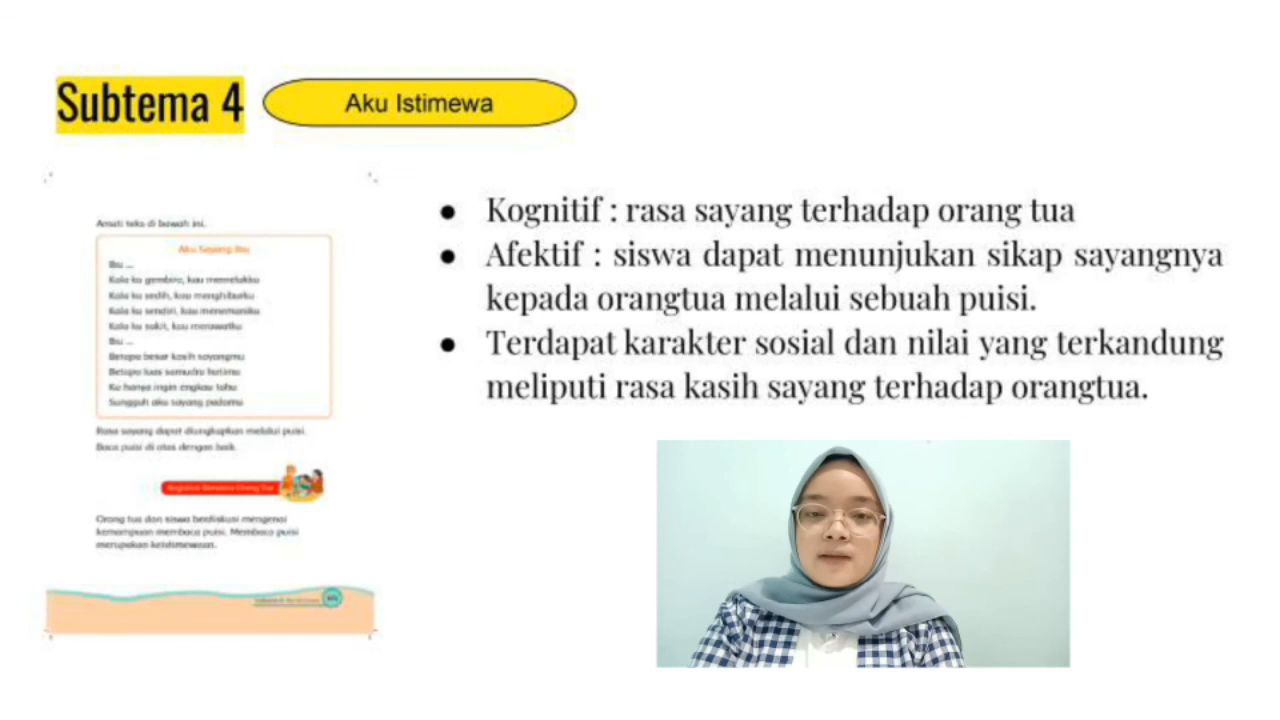 Subtema 4
Aku Istimewa
Amati teks di bawah ini.
Aku Sayang Ibu
Ibu ...
Kala ku gembira, kau memelukku
Kala ku sedih, kau menghiburku
Kala ku sendiri, kau menemaniku
Kala ku sakit, kau merawatku
Ibu ...
Betapa besar kasih sayangmu
Betapa luas samudra hatimu
Ku hanya ingin engkau tahu
Sungguh aku sayang padamu
Rasa sayang dapat diungkapkan melalui puisi.
Baca puisi di atas dengan baik.
Kegiatan Bersama Orang Tua
Orang tua dan siswa berdiskusi mengenai
kemampuan membaca puisi. Membaca puisi
merupakan keistimewaan.
● Kognitif : rasa sayang terhadap orang tua
● Afektif : siswa dapat menunjukan sikap sayangnya
kepada orangtua melalui sebuah puisi.
● Terdapat karakter sosial dan nilai yang terkandung
meliputi rasa kasih sayang terhadap orangtua.